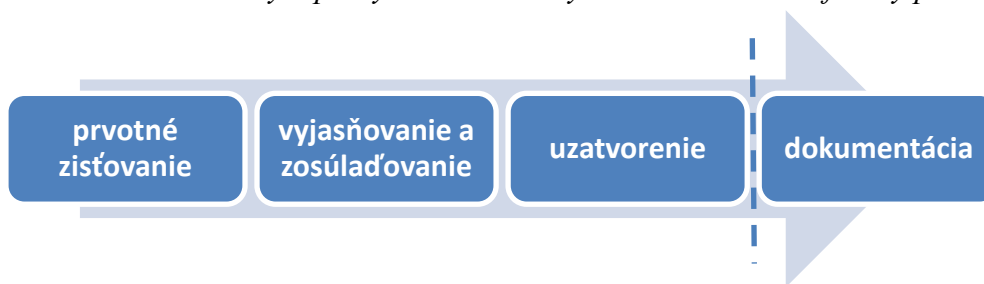 prvotné
zisťovanie
vyjasňovanie a
zosúlaďovanie
uzatvorenie
dokumentácia